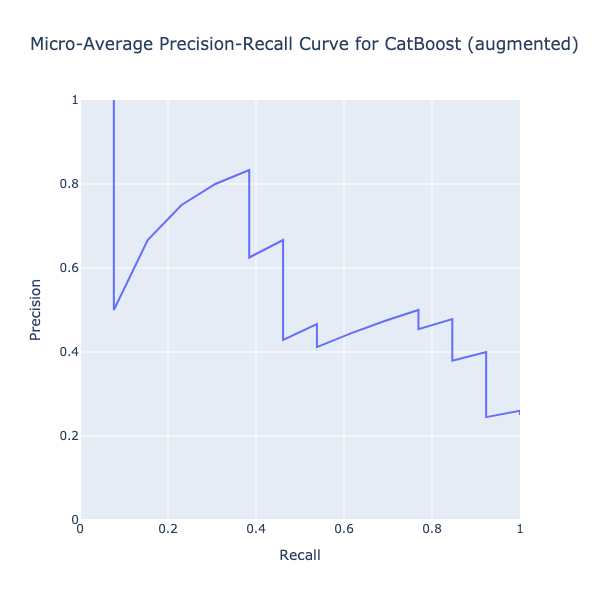 Micro-Average Precision-Recall Curve for CatBoost (augmented)
1
0.8
0.6
0.4
0.2
0
Precision
0 0.2 0.4 0.6 0.8 1
Recall